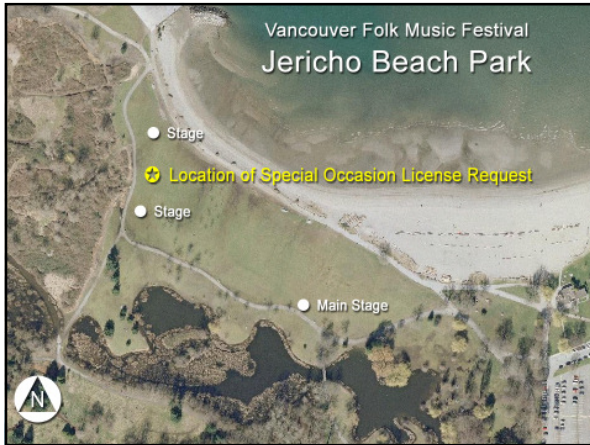 Vancouver Folk Music Festival
Jericho Beach Park
Stage
Location of Special Occasion License Request
Stage
Main Stage
N